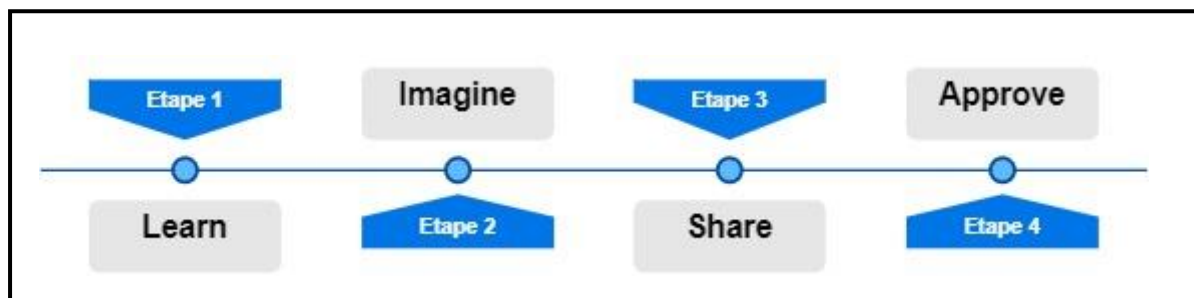 Etape 1
Learn
Imagine
Etape 2
Etape 3
Share
Approve
Etape 4